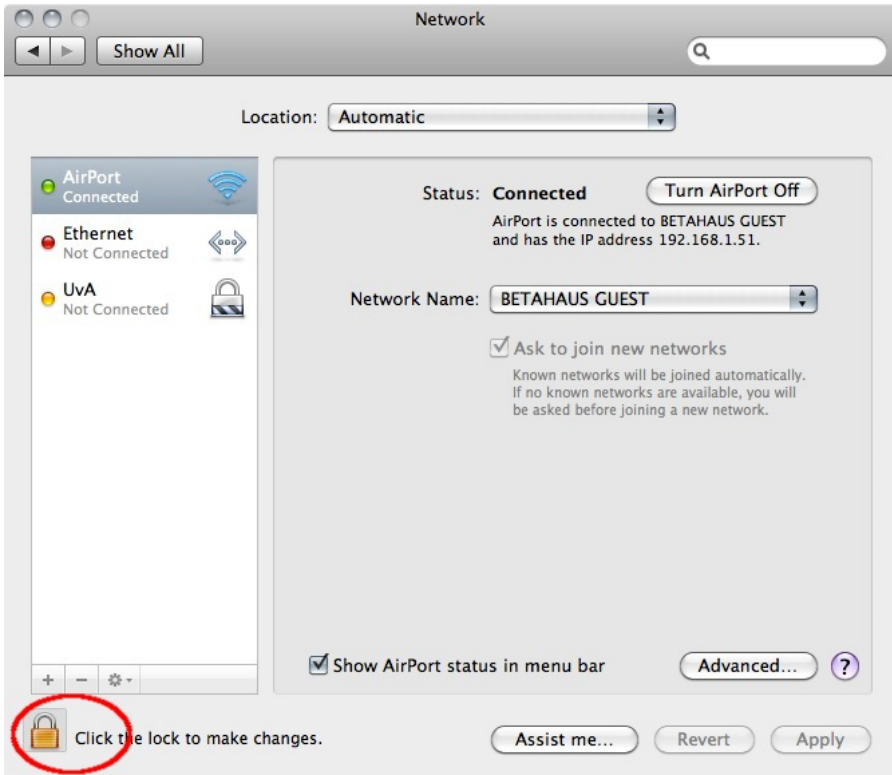 Network
Show All
Location: Automatic
AirPort
Connected
Ethernet
Not Connected
UvA
Not Connected
Status: Connected
Turn AirPort Off
AirPort is connected to BETAHAUS GUEST
and has the IP address 192.168.1.51.
Network Name: BETAHAUS GUEST
Ask to join new networks
Known networks will be joined automatically.
If no known networks are available, you will
be asked before joining a new network.
Show AirPort status in menu bar
Advanced...
?
Click the lock to make changes.
Assist me...
Revert
Apply